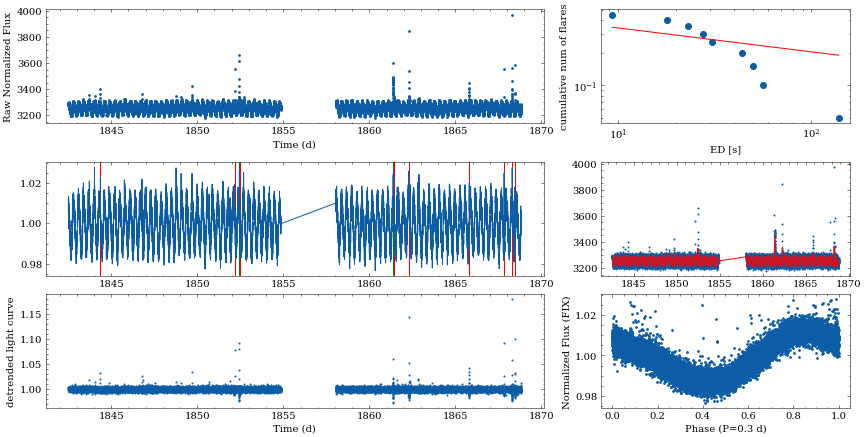 Raw Normalized Flux
4000
3800
3600
3400
3200
1845 1850 1855 1860 1865 1870
Time (d)
cumulative num of flares
10⁻¹
10¹ 10²
ED [s]
1.02
1.00
0.98
1845 1850 1855 1860 1865 1870
4000
3800
3600
3400
3200
1845 1850 1855 1860 1865 1870
detrended light curve
1.15
1.10
1.05
1.00
1845 1850 1855 1860 1865 1870
Time (d)
Normalized Flux (FIX)
1.02
1.00
0.98
0.0 0.2 0.4 0.6 0.8 1.0
Phase (P=0.3 d)